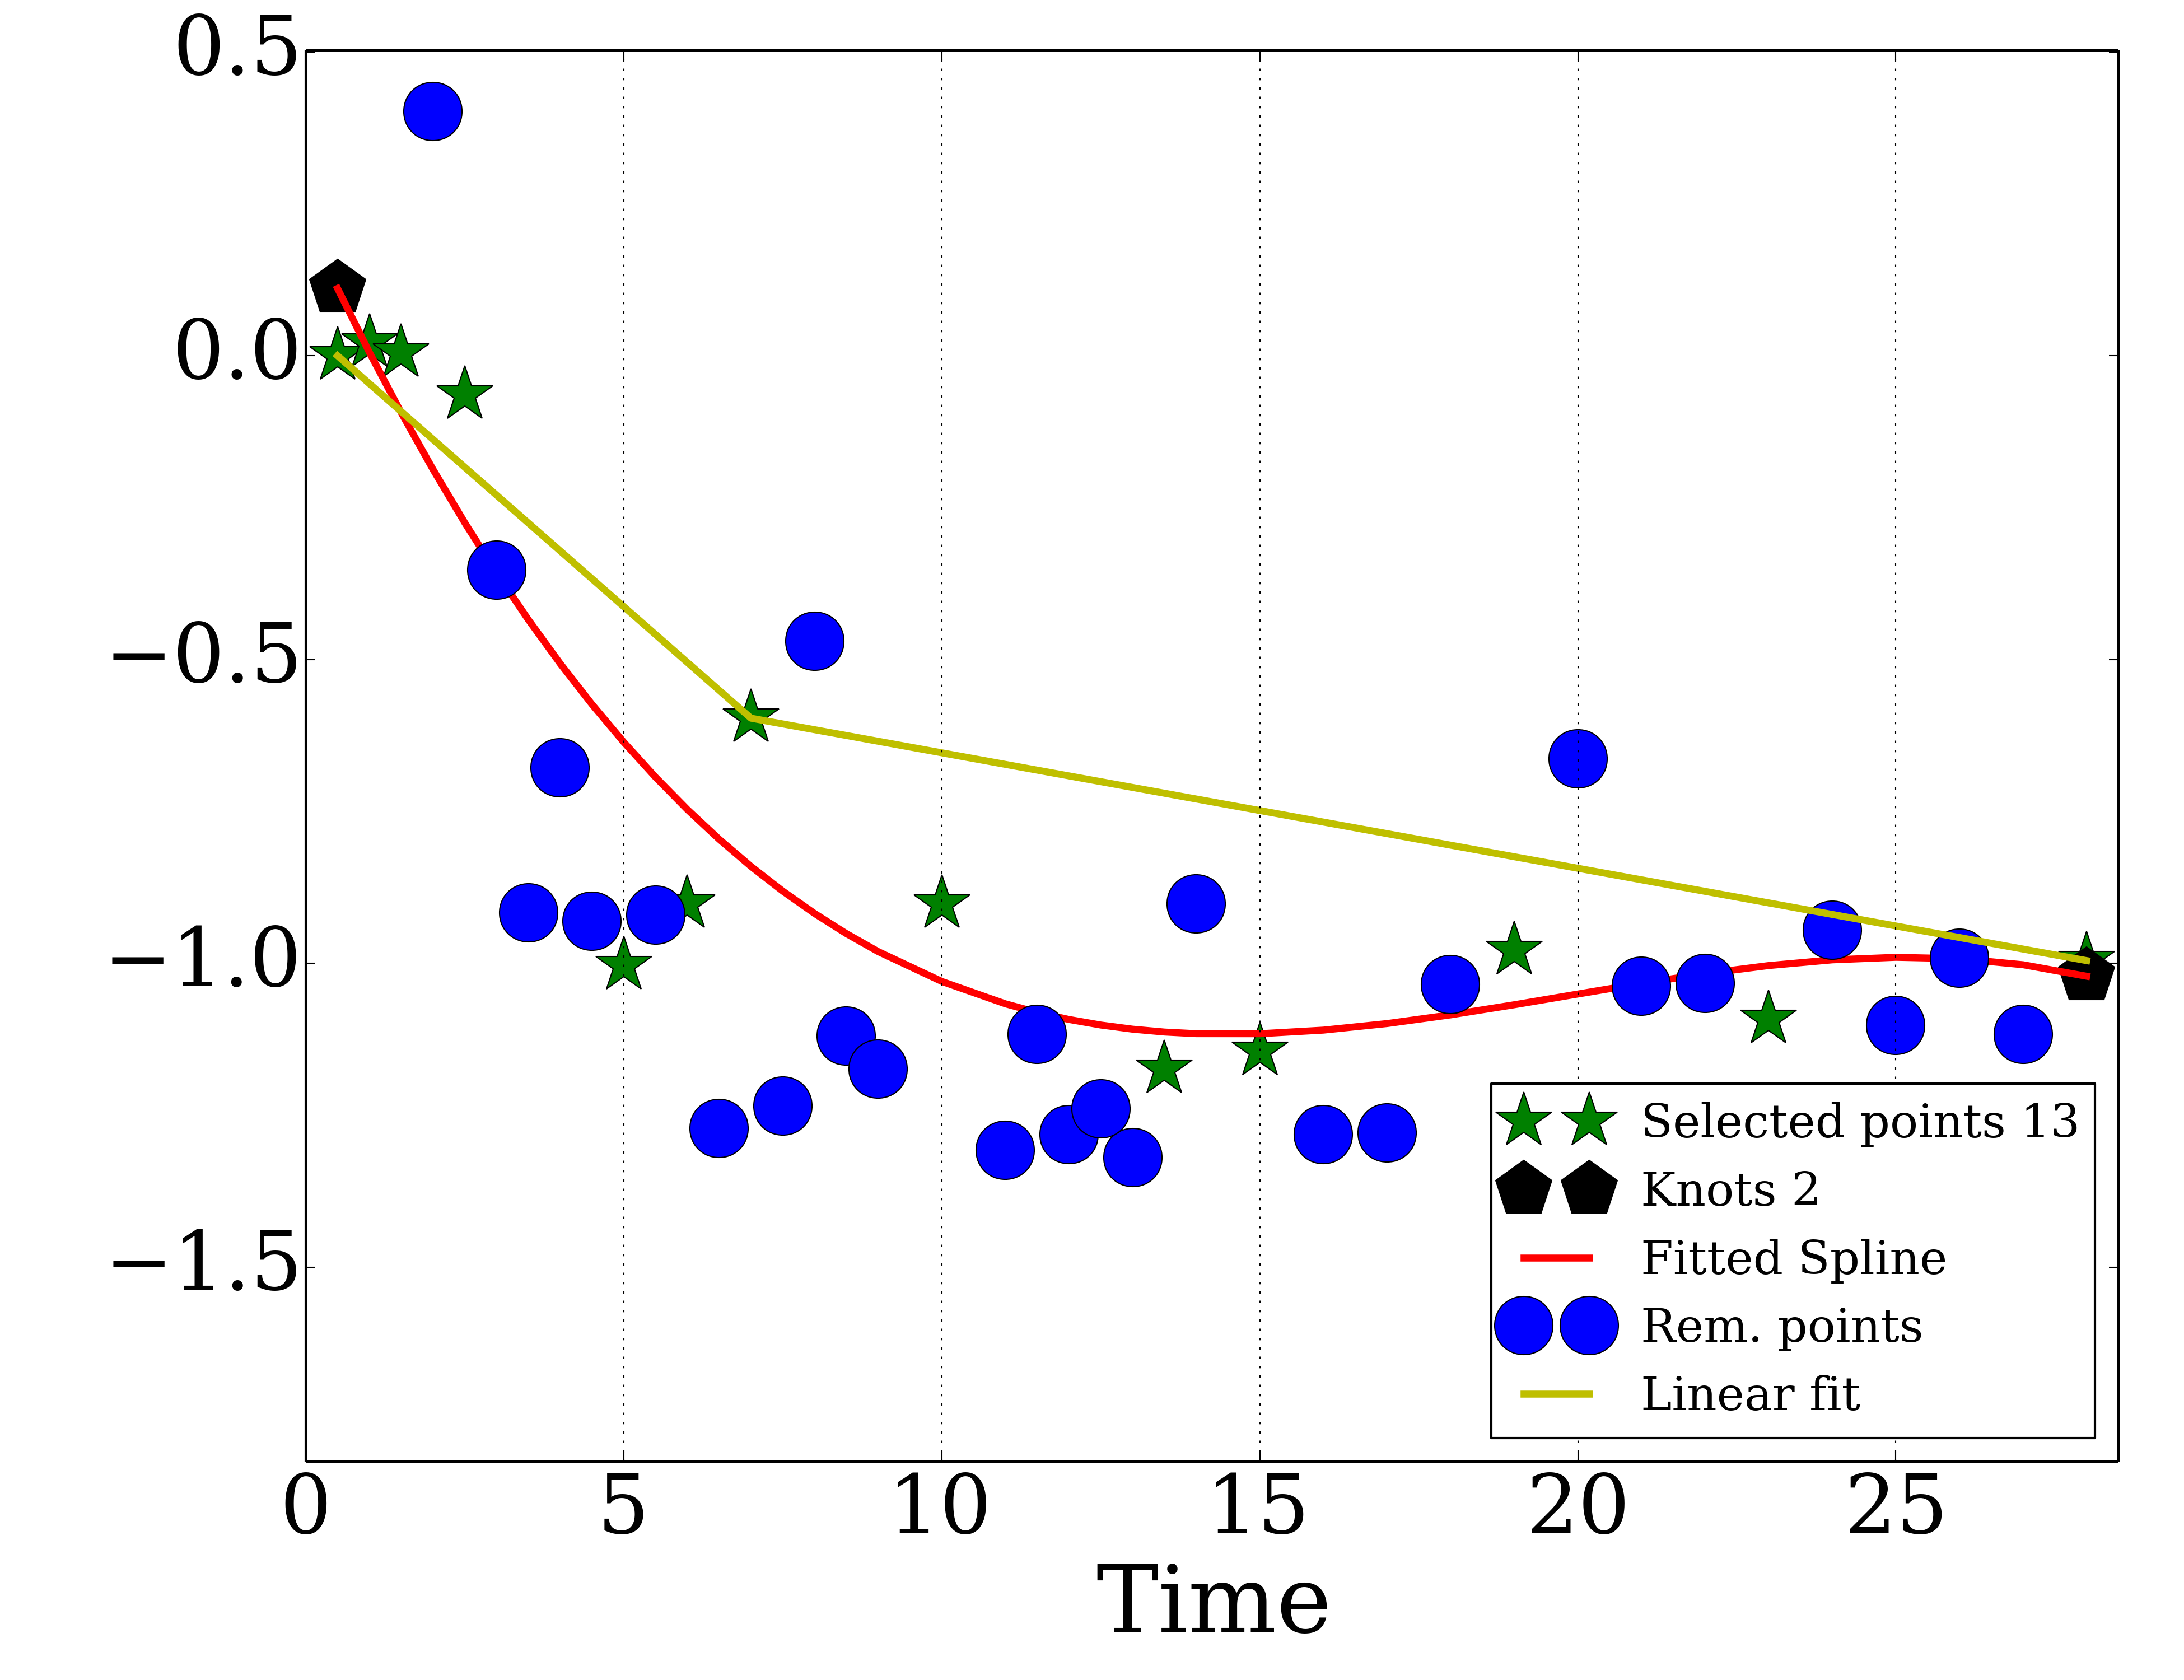 0.5
0.0
−0.5
−1.0
−1.5
Selected points 13
Knots 2
Fitted Spline
Rem. points
Linear fit
0 5 10 15 20 25
Time